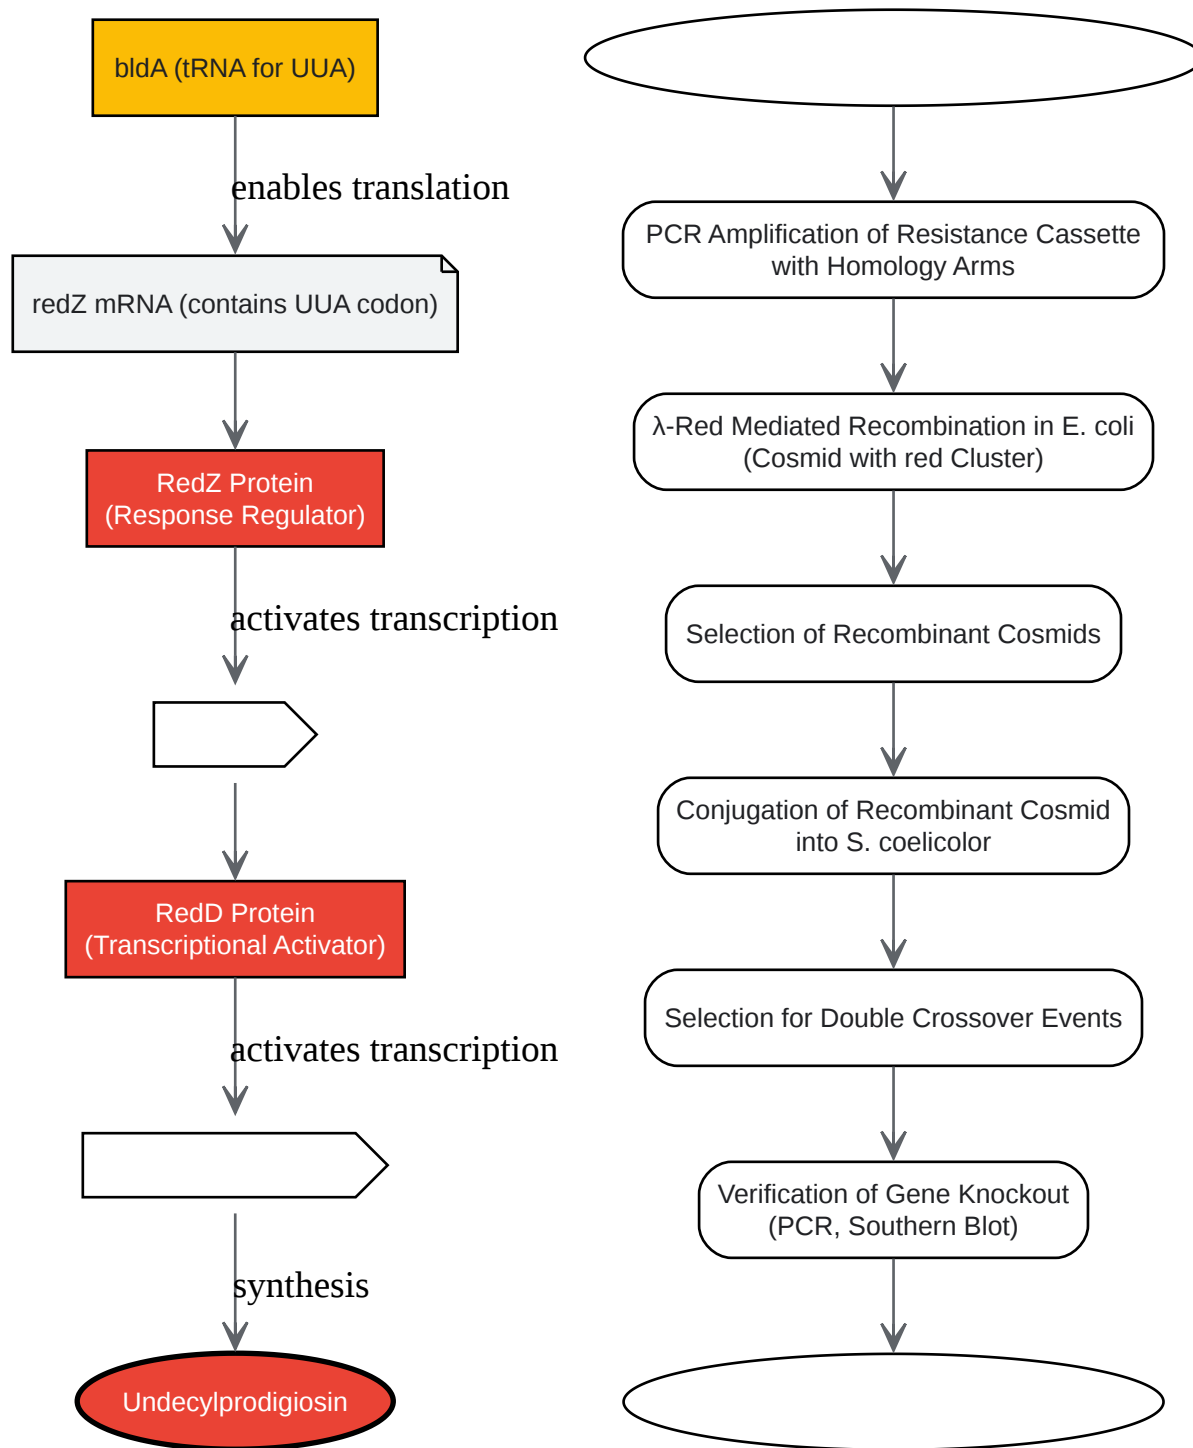 bldA (tRNA for UUA)
enables translation
redZ mRNA (contains UUA codon)
RedZ Protein
(Response Regulator)
activates transcription
RedD Protein
(Transcriptional Activator)
activates transcription
synthesis
Undecylprodigiosin
PCR Amplification of Resistance Cassette
with Homology Arms
λ-Red Mediated Recombination in E. coli
(Cosmid with red Cluster)
Selection of Recombinant Cosmids
Conjugation of Recombinant Cosmid
into S. coelicolor
Selection for Double Crossover Events
Verification of Gene Knockout
(PCR, Southern Blot)